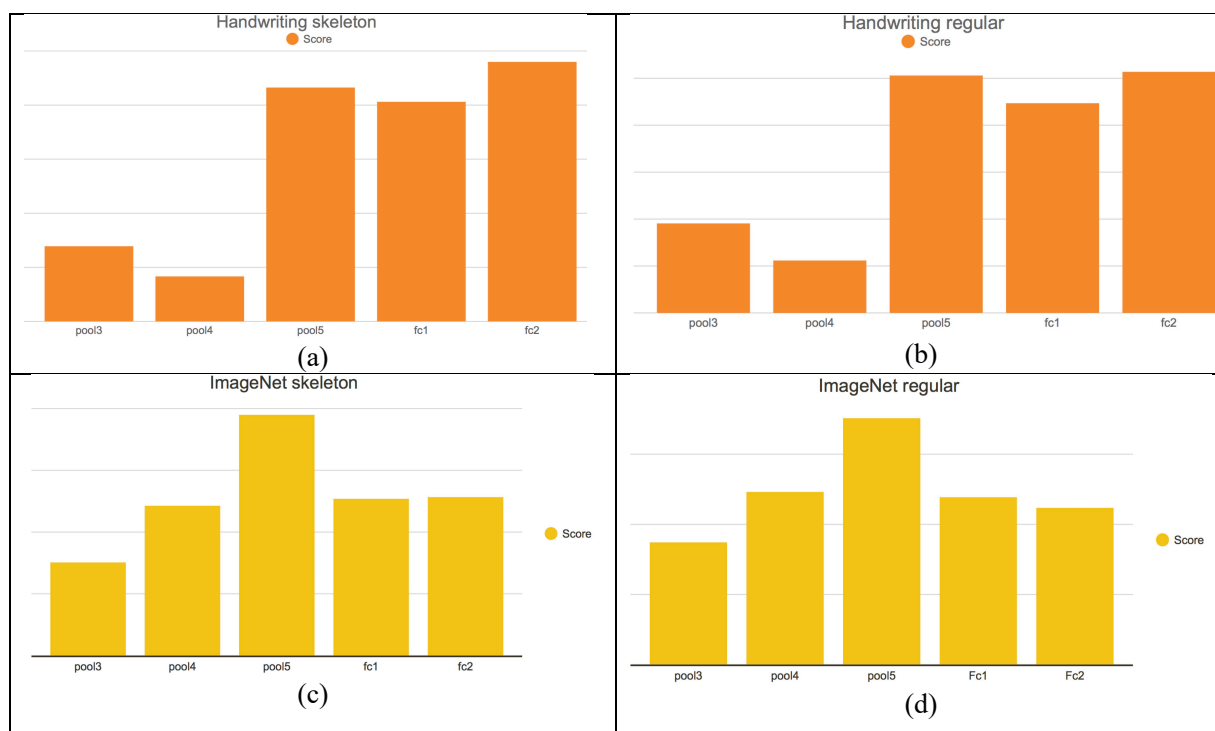 Handwriting skeleton
Score
pool3 pool4 pool5 fc1 fc2
(a)
Handwriting regular
Score
pool3 pool4 pool5 fc1 fc2
(b)
ImageNet skeleton
Score
pool3 pool4 pool5 fc1 fc2
(c)
ImageNet regular
Score
pool3 pool4 pool5 Fc1 Fc2
(d)